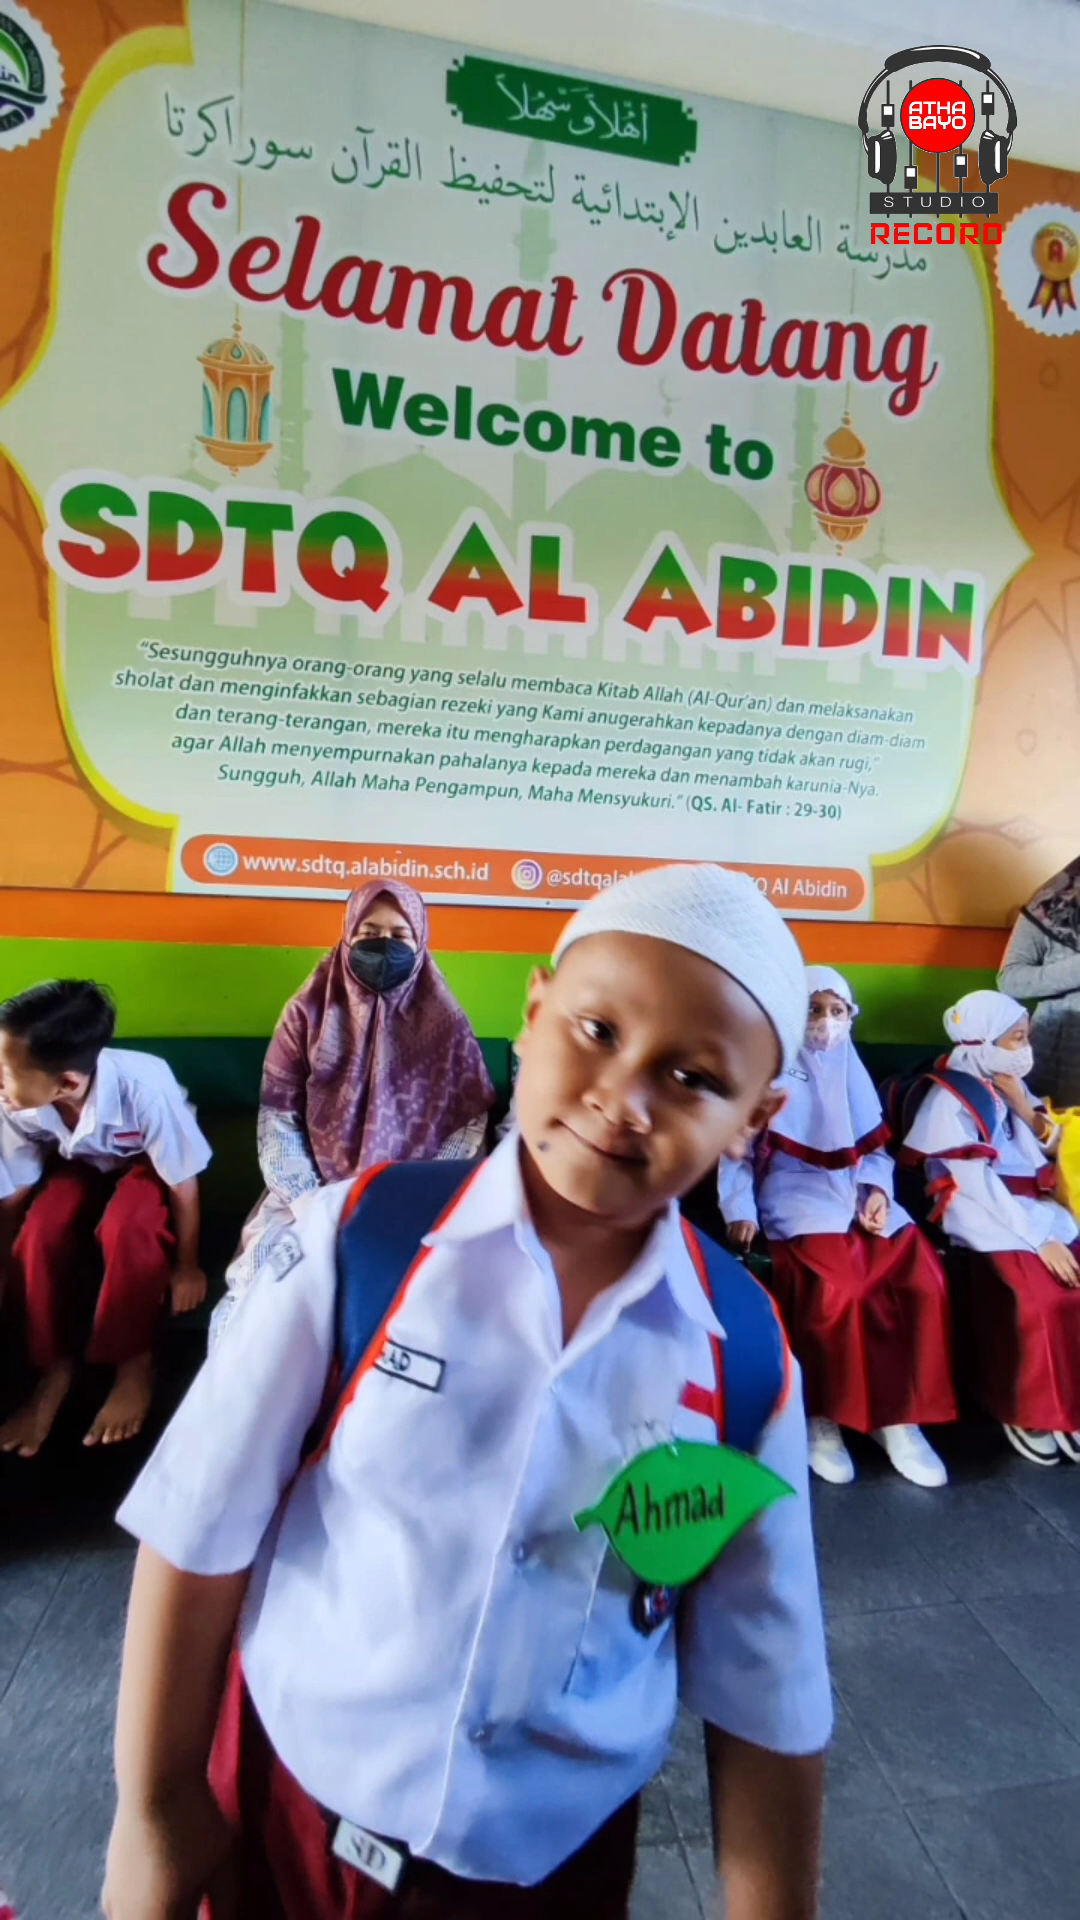 أهلاً وَسَهْلاً
مدرسة العابدين الإبتدائية لتحفيظ القرآن سوراكرتا
Selamat Datang
Welcome to
SDTQ AL ABIDIN
"Sesungguhnya orang-orang yang selalu membaca Kitab Allah (Al-Qur'an) dan melaksanakan
sholat dan menginfakkan sebagian rezeki yang Kami anugerahkan kepadanya dengan diam-diam
dan terang-terangan, mereka itu mengharapkan perdagangan yang tidak akan rugi,"
agar Allah menyempurnakan pahalanya kepada mereka dan menambah karunia-Nya.
Sungguh, Allah Maha Pengampun, Maha Mensyukuri." (QS. Al- Fatir : 29-30)
www.sdtq.alabidin.sch.id
Al Abidin
ATHA
BAYO
STUDIO
RECORD
A
Ahmad
SD